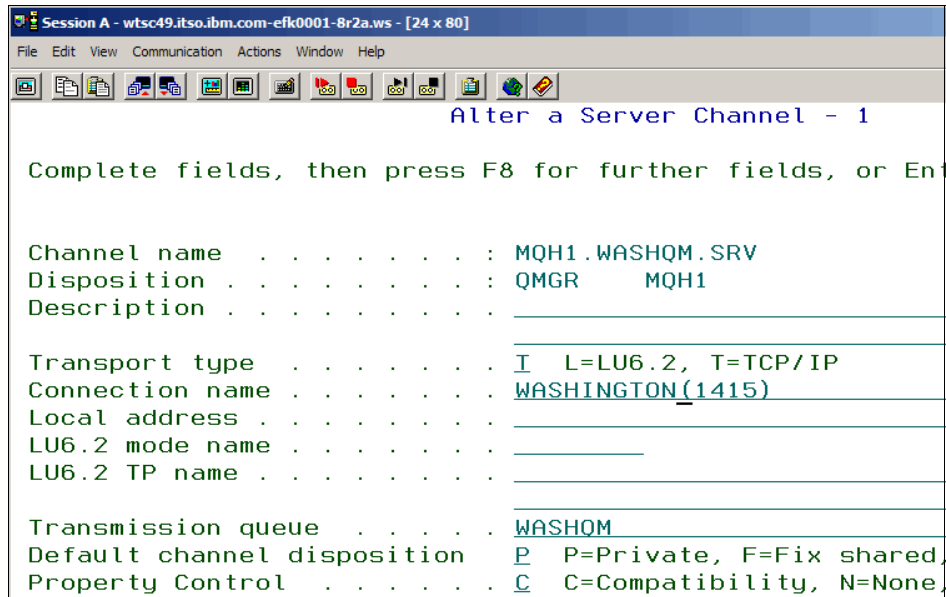 Session A - wtsc49.itso.ibm.com-efk0001-8r2a.ws - [24 x 80]
File Edit View Communication Actions Window Help
Alter a Server Channel - 1
Complete fields, then press F8 for further fields, or Ent
Channel name . . . . . . . : MQH1.WASHQM.SRV
Disposition . . . . . . . . : QMGR MQH1
Description . . . . . . . . .
Transport type . . . . . . . T L=LU6.2, T=TCP/IP
Connection name . . . . . . . WASHINGTON(1415)
Local address . . . . . . . .
LU6.2 mode name . . . . . . .
LU6.2 TP name . . . . . . . .
Transmission queue . . . . . WASHQM
Default channel disposition P P=Private, F=Fix shared,
Property Control . . . . . . C C=Compatibility, N=None,